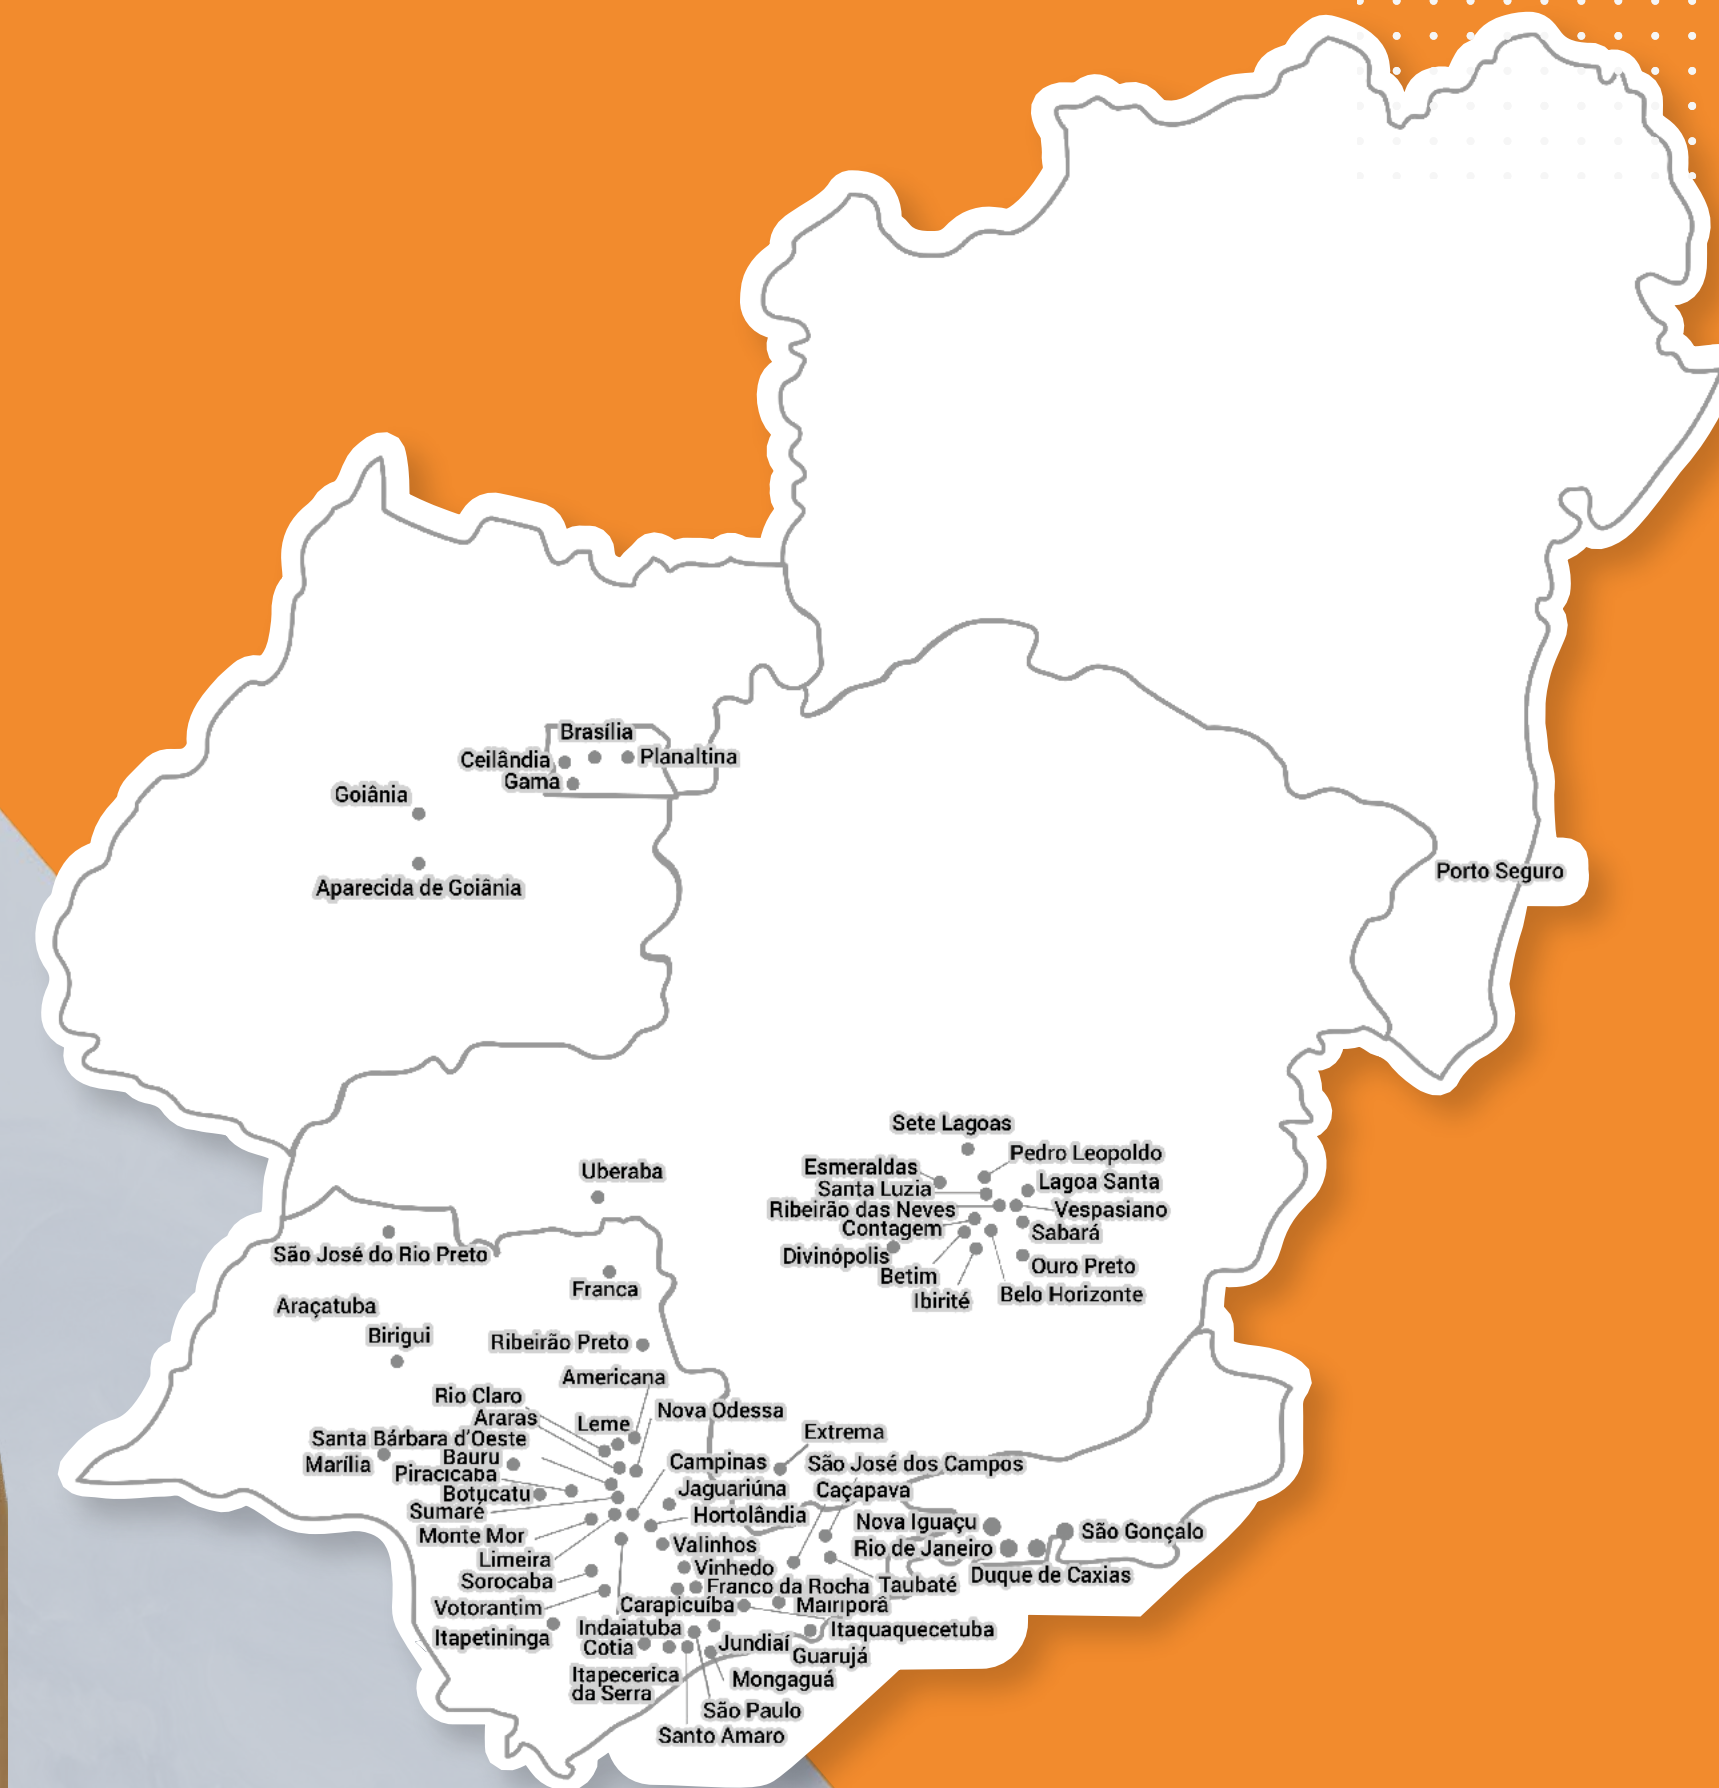 Brasília
Ceilândia
Planaltina
Gama
Goiânia
Aparecida de Goiânia
Porto Seguro
Sete Lagoas
Pedro Leopoldo
Esmeraldas
Lagoa Santa
Santa Luzia
Ribeirão das Neves
Vespasiano
Contagem
Sabará
Divinópolis
Ouro Preto
Betim
Belo Horizonte
Ibirité
Uberaba
São José do Rio Preto
Franca
Araçatuba
Birigui
Ribeirão Preto
Americana
Rio Claro
Nova Odessa
Araras
Leme
Extrema
Santa Bárbara d'Oeste
Bauru
Marília
Campinas
São José dos Campos
Piracicaba
Jaguariúna
Caçapava
Botucatu
Sumaré
Hortolândia
Nova Iguaçu
São Gonçalo
Monte Mor
Valinhos
Rio de Janeiro
Limeira
Vinhedo
Duque de Caxias
Sorocaba
Franco da Rocha
Taubaté
Votorantim
Carapicuíba
Mairiporã
Itapetininga
Indaiatuba
Itaquaquecetuba
Cotia
Jundiaí
Guarujá
Itapecerica
da Serra
Mongaguá
São Paulo
Santo Amaro